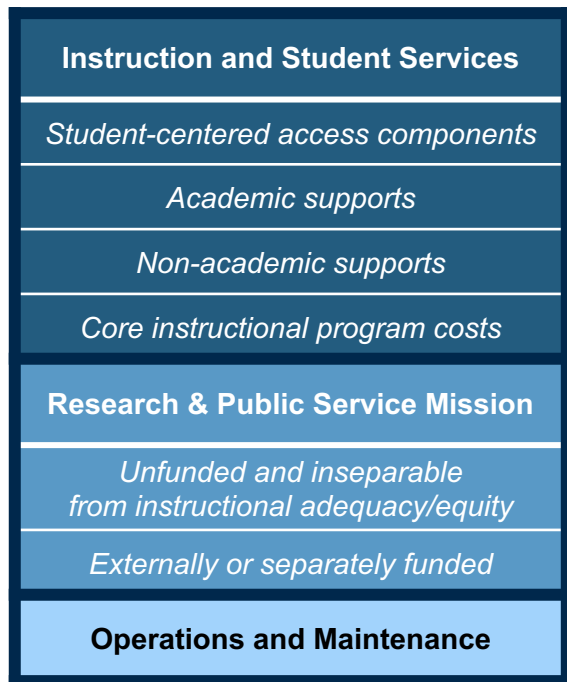 Instruction and Student Services
Student-centered access components
Academic supports
Non-academic supports
Core instructional program costs
Research & Public Service Mission
Unfunded and inseparable
from instructional adequacy/equity
Externally or separately funded
Operations and Maintenance